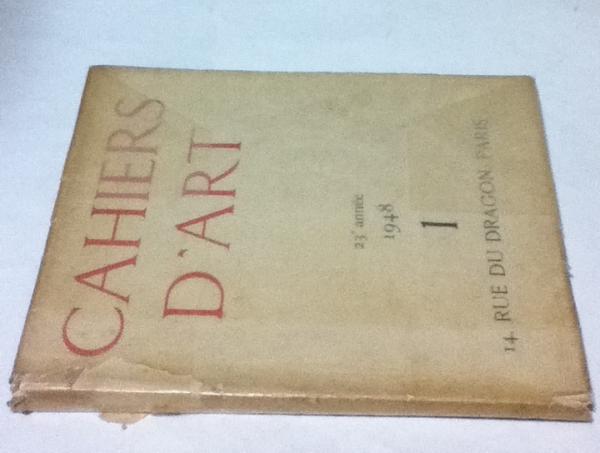 CAHIERS
D'ART
23e année
1948
1
14, RUE DU DRAGON, PARIS